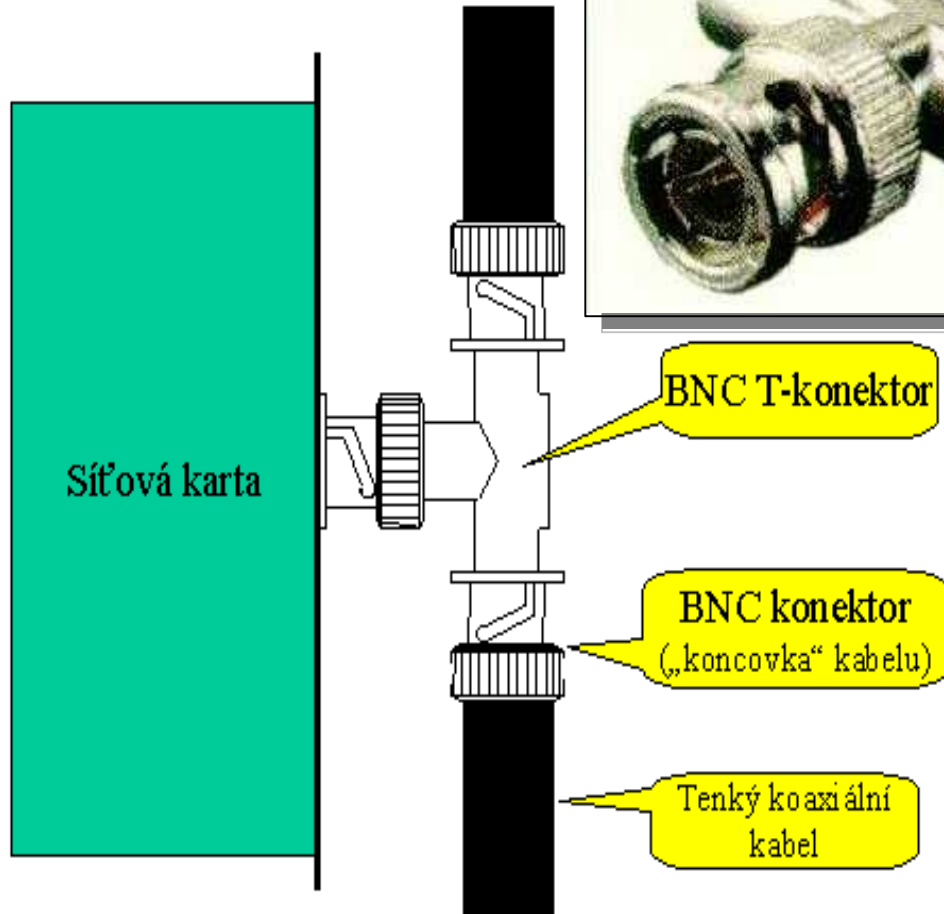 BNC T-konektor
Síťová karta
BNC konektor
(„koncovka“ kabelu)
Tenký koaxiální
kabel